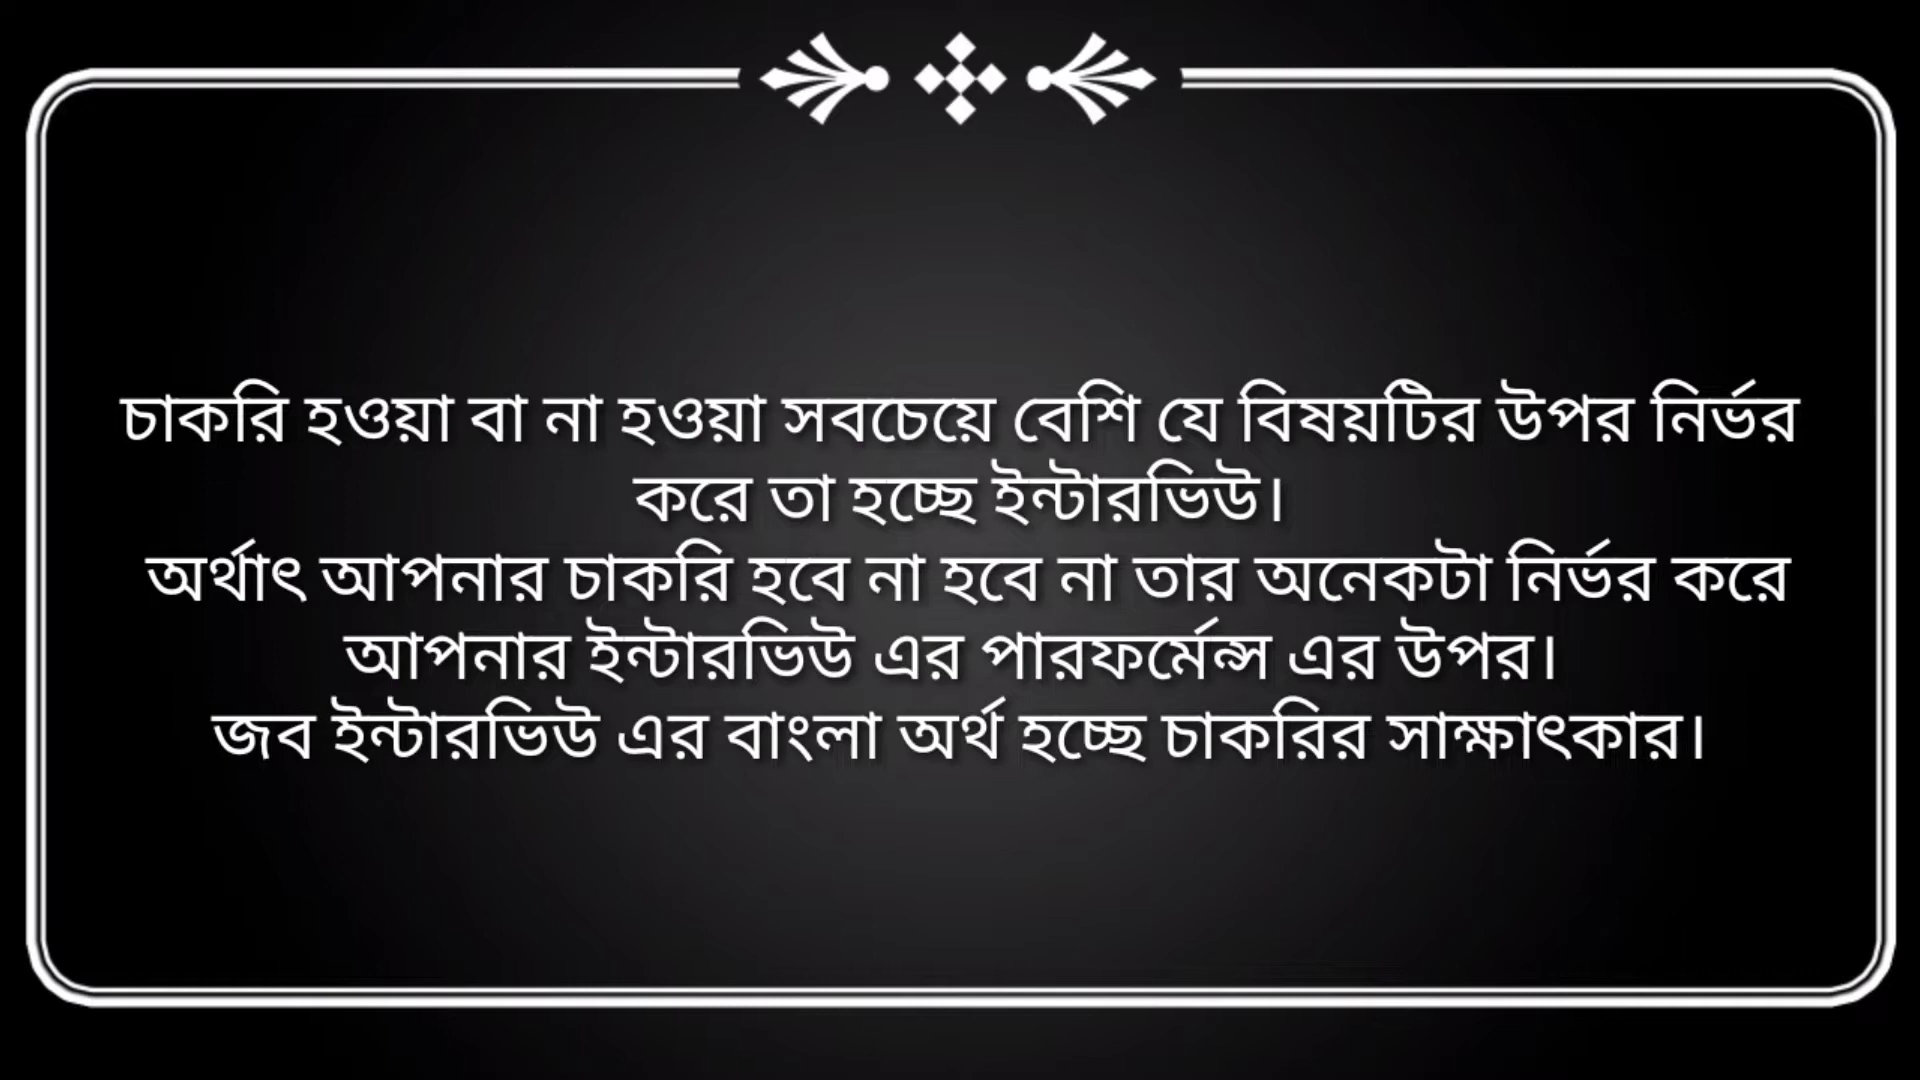 চাকরি হওয়া বা না হওয়া সবচেয়ে বেশি যে বিষয়টির উপর নির্ভর
করে তা হচ্ছে ইন্টারভিউ।
অর্থাৎ আপনার চাকরি হবে না হবে না তার অনেকটা নির্ভর করে
আপনার ইন্টারভিউ এর পারফর্মেন্স এর উপর।
জব ইন্টারভিউ এর বাংলা অর্থ হচ্ছে চাকরির সাক্ষাৎকার।